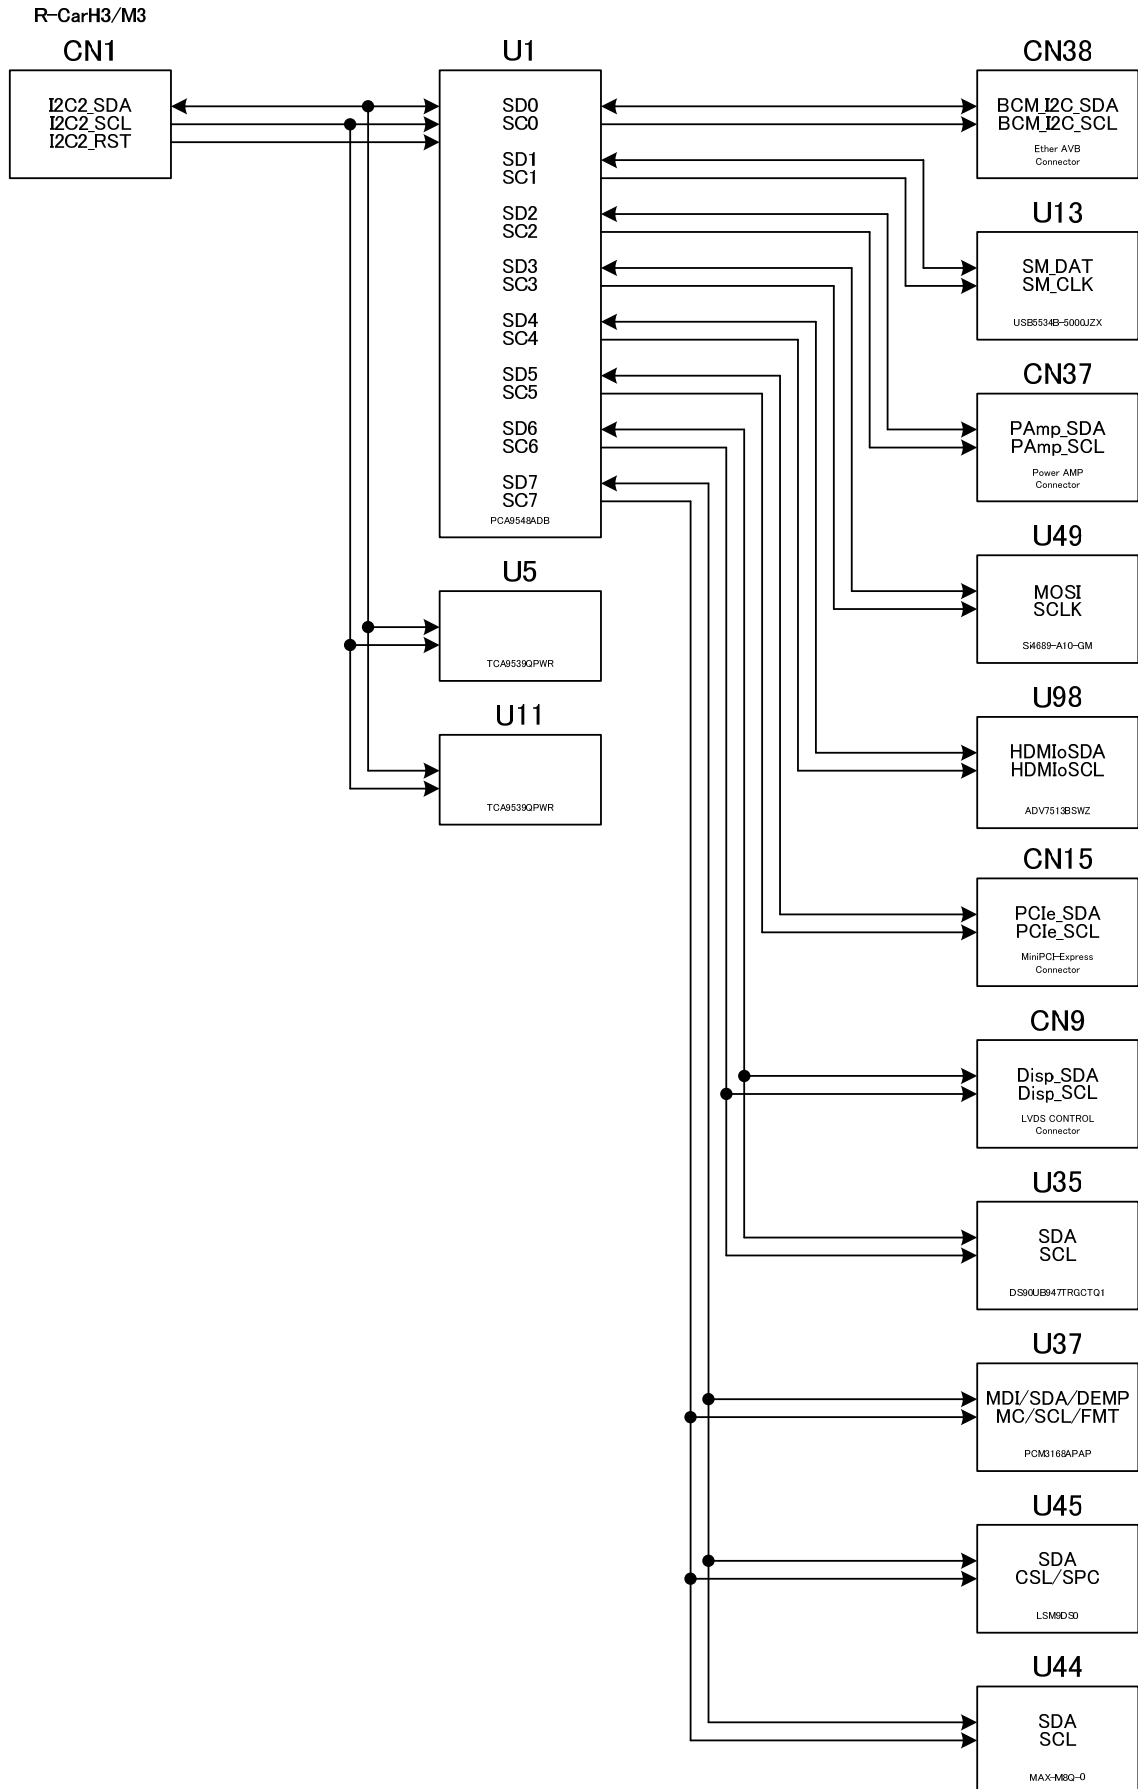 R-CarH3/M3
CN1
I2C2_SDA
I2C2_SCL
I2C2_RST
U1
SD0
SC0
SD1
SC1
SD2
SC2
SD3
SC3
SD4
SC4
SD5
SC5
SD6
SC6
SD7
SC7
PCA9548ADB
U5
TCA9539QPWR
U11
TCA9539QPWR
CN38
BCM_I2C_SDA
BCM_I2C_SCL
Ether AVB
Connector
U13
SM_DAT
SM_CLK
USB5534B-5000JZX
CN37
PAmp_SDA
PAmp_SCL
Power AMP
Connector
U49
MOSI
SCLK
Si4689-A10-GM
U98
HDMIoSDA
HDMIoSCL
ADV7513BSWZ
CN15
PCIe_SDA
PCIe_SCL
MiniPCI-Express
Connector
CN9
Disp_SDA
Disp_SCL
LVDS CONTROL
Connector
U35
SDA
SCL
DS90UB947TRGCTQ1
U37
MDI/SDA/DEMP
MC/SCL/FMT
PCM3168APAP
U45
SDA
CSL/SPC
LSM9DS0
U44
SDA
SCL
MAX-M8Q-0